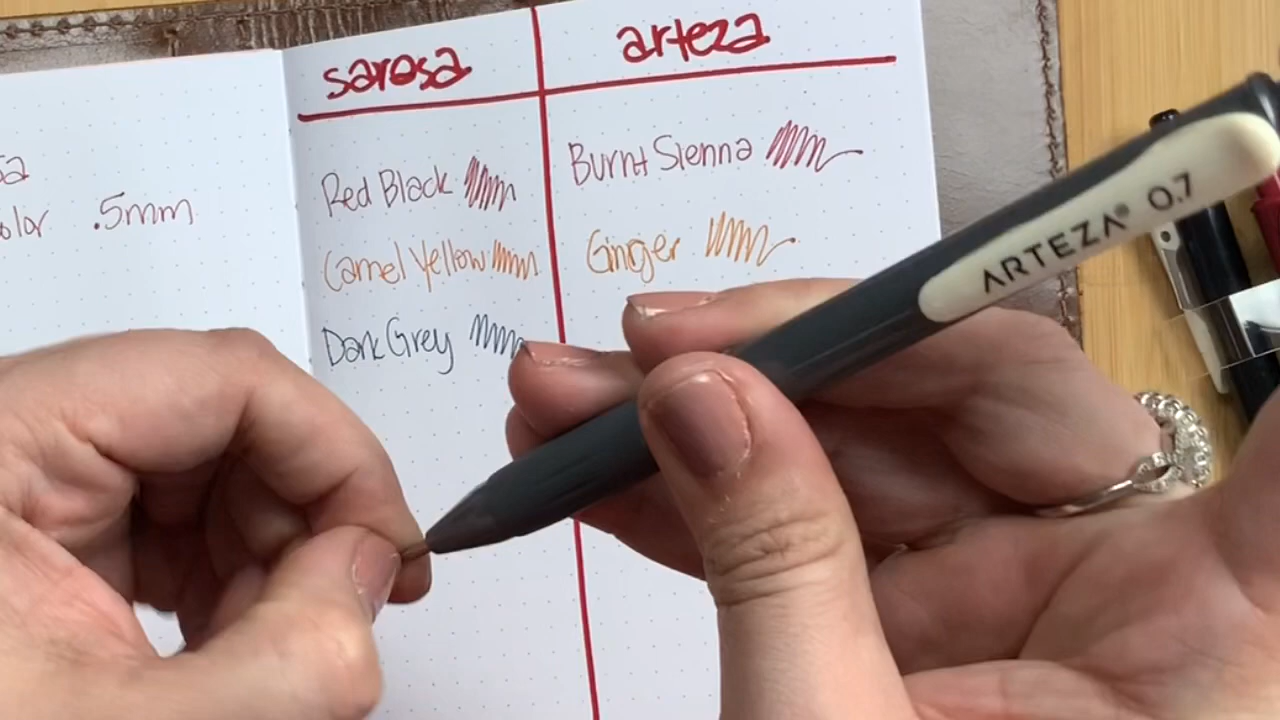 sarasa
arteza
Red Black
Burnt Sienna
Camel Yellow
Ginger
Dark Grey
.5mm
ARTEZA® 0.7